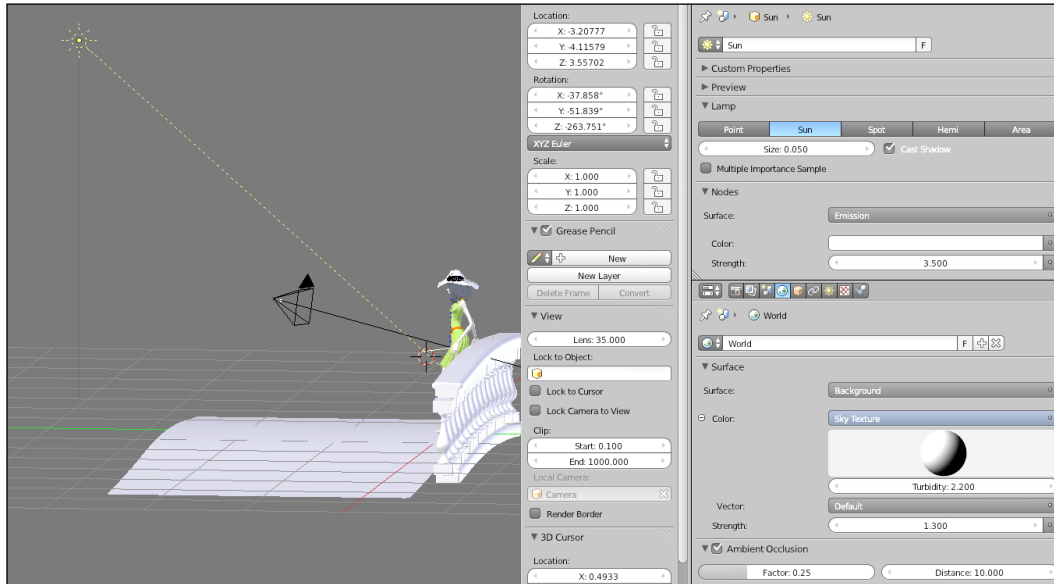 Location:
X: -3.20777
Y: -4.11579
Z: 3.55702
Rotation:
X: -37.858°
Y: -51.839°
Z: -263.751°
XYZ Euler
Scale:
X: 1.000
Y: 1.000
Z: 1.000
Grease Pencil
New
New Layer
Delete Frame Convert
View
Lens: 35.000
Lock to Object:
Lock to Cursor
Lock Camera to View
Clip:
Start: 0.100
End: 1000.000
Local Camera:
Camera
Render Border
3D Cursor
Location:
X: 0.4933
Sun Sun
Sun F
Custom Properties
Preview
Lamp
Point Sun Spot Hemi Area
Size: 0.050 Cast Shadow
Multiple Importance Sample
Nodes
Surface: Emission
Color:
Strength: 3.500
World
World F
Surface
Surface: Background
Color: Sky Texture
Turbidity: 2.200
Vector: Default
Strength: 1.300
Ambient Occlusion
Factor: 0.25 Distance: 10.000